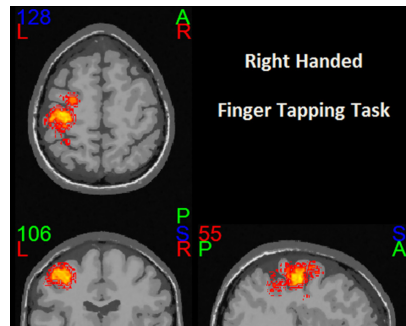 128 A
L R
Right Handed
Finger Tapping Task
P
106 S
L R
55 S
P A